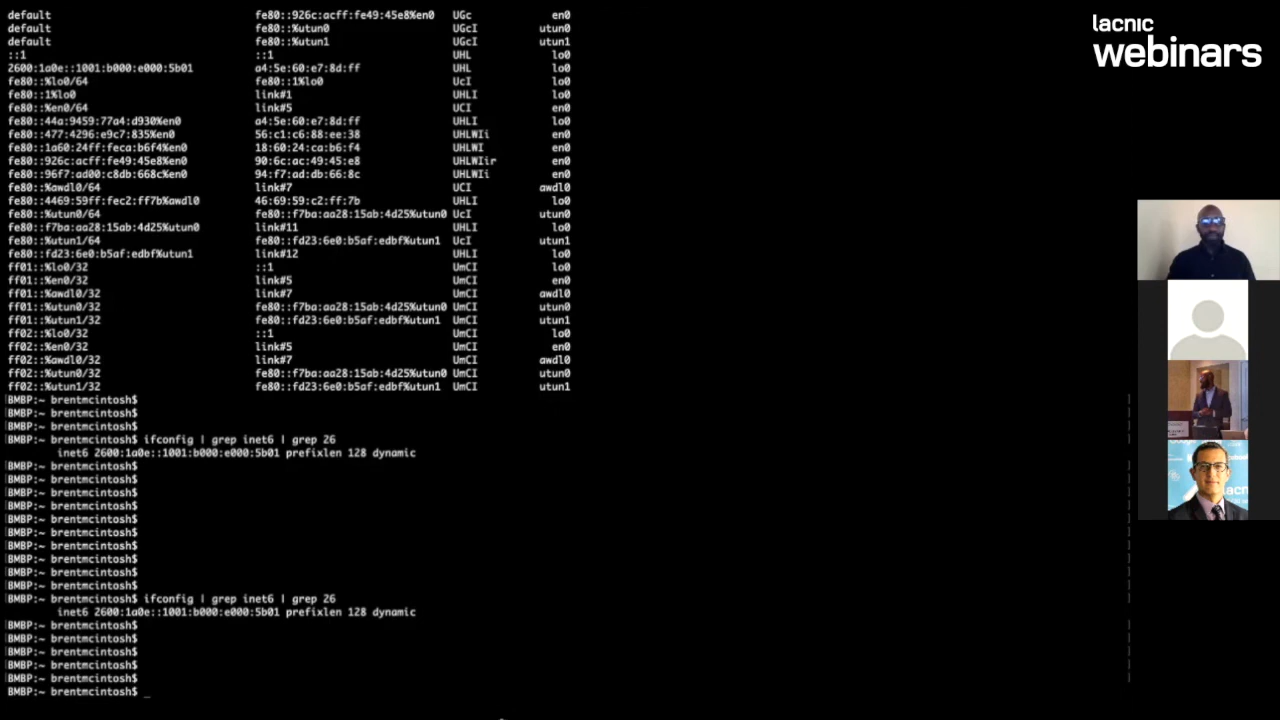 default fe80::926c:acff:fe49:45e8%en0 UGc en0
default fe80::%utun0 UGcI utun0
default fe80::%utun1 UGcI utun1
::1 ::1 UHL lo0
2600:1a0e::1001:b000:e000:5b01 a4:5e:60:e7:8d:ff UHL lo0
fe80::%lo0/64 fe80::1%lo0 UcI lo0
fe80::1%lo0 link#1 UHLI lo0
fe80::%en0/64 link#5 UCI en0
fe80::44a:9459:77a4:d930%en0 a4:5e:60:e7:8d:ff UHLI lo0
fe80::477:4296:e9c7:835%en0 56:c1:c6:88:ee:38 UHLWIi en0
fe80::1a60:24ff:feca:b6f4%en0 18:60:24:ca:b6:f4 UHLWI en0
fe80::926c:acff:fe49:45e8%en0 90:6c:ac:49:45:e8 UHLWIir en0
fe80::96f7:ad00:c8db:668c%en0 94:f7:ad:db:66:8c UHLWIi en0
fe80::%awdl0/64 link#7 UCI awdl0
fe80::4469:59ff:fec2:ff7b%awdl0 46:69:59:c2:ff:7b UHLI lo0
fe80::%utun0/64 fe80::f7ba:aa28:15ab:4d25%utun0 UcI utun0
fe80::f7ba:aa28:15ab:4d25%utun0 link#11 UHLI lo0
fe80::%utun1/64 fe80::fd23:6e0:b5af:edbf%utun1 UcI utun1
fe80::fd23:6e0:b5af:edbf%utun1 link#12 UHLI lo0
ff01::%lo0/32 ::1 UmCI lo0
ff01::%en0/32 link#5 UmCI en0
ff01::%awdl0/32 link#7 UmCI awdl0
ff01::%utun0/32 fe80::f7ba:aa28:15ab:4d25%utun0 UmCI utun0
ff01::%utun1/32 fe80::fd23:6e0:b5af:edbf%utun1 UmCI utun1
ff02::%lo0/32 ::1 UmCI lo0
ff02::%en0/32 link#5 UmCI en0
ff02::%awdl0/32 link#7 UmCI awdl0
ff02::%utun0/32 fe80::f7ba:aa28:15ab:4d25%utun0 UmCI utun0
ff02::%utun1/32 fe80::fd23:6e0:b5af:edbf%utun1 UmCI utun1
BMBP:~ brentmcintosh$
BMBP:~ brentmcintosh$
BMBP:~ brentmcintosh$
BMBP:~ brentmcintosh$ ifconfig | grep inet6 | grep 26
inet6 2600:1a0e::1001:b000:e000:5b01 prefixlen 128 dynamic
BMBP:~ brentmcintosh$
BMBP:~ brentmcintosh$
BMBP:~ brentmcintosh$
BMBP:~ brentmcintosh$
BMBP:~ brentmcintosh$
BMBP:~ brentmcintosh$
BMBP:~ brentmcintosh$
BMBP:~ brentmcintosh$
BMBP:~ brentmcintosh$
BMBP:~ brentmcintosh$
BMBP:~ brentmcintosh$ ifconfig | grep inet6 | grep 26
inet6 2600:1a0e::1001:b000:e000:5b01 prefixlen 128 dynamic
BMBP:~ brentmcintosh$
BMBP:~ brentmcintosh$
BMBP:~ brentmcintosh$
BMBP:~ brentmcintosh$
BMBP:~ brentmcintosh$
BMBP:~ brentmcintosh$ _
lacnic
webinars
lacn